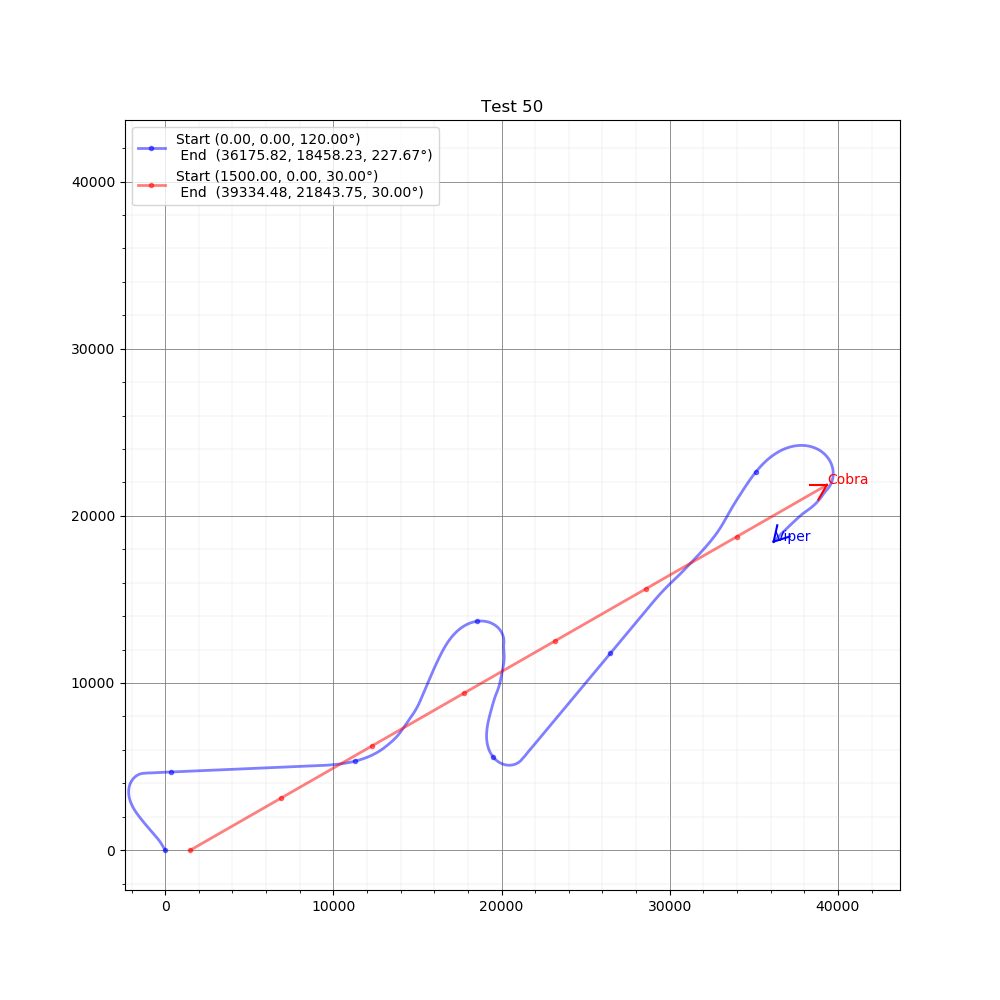 Test 50
Start (0.00, 0.00, 120.00°)
End (36175.82, 18458.23, 227.67°)
Start (1500.00, 0.00, 30.00°)
End (39334.48, 21843.75, 30.00°)
40000
30000
20000
10000
0
Cobra
Viper
0 10000 20000 30000 40000